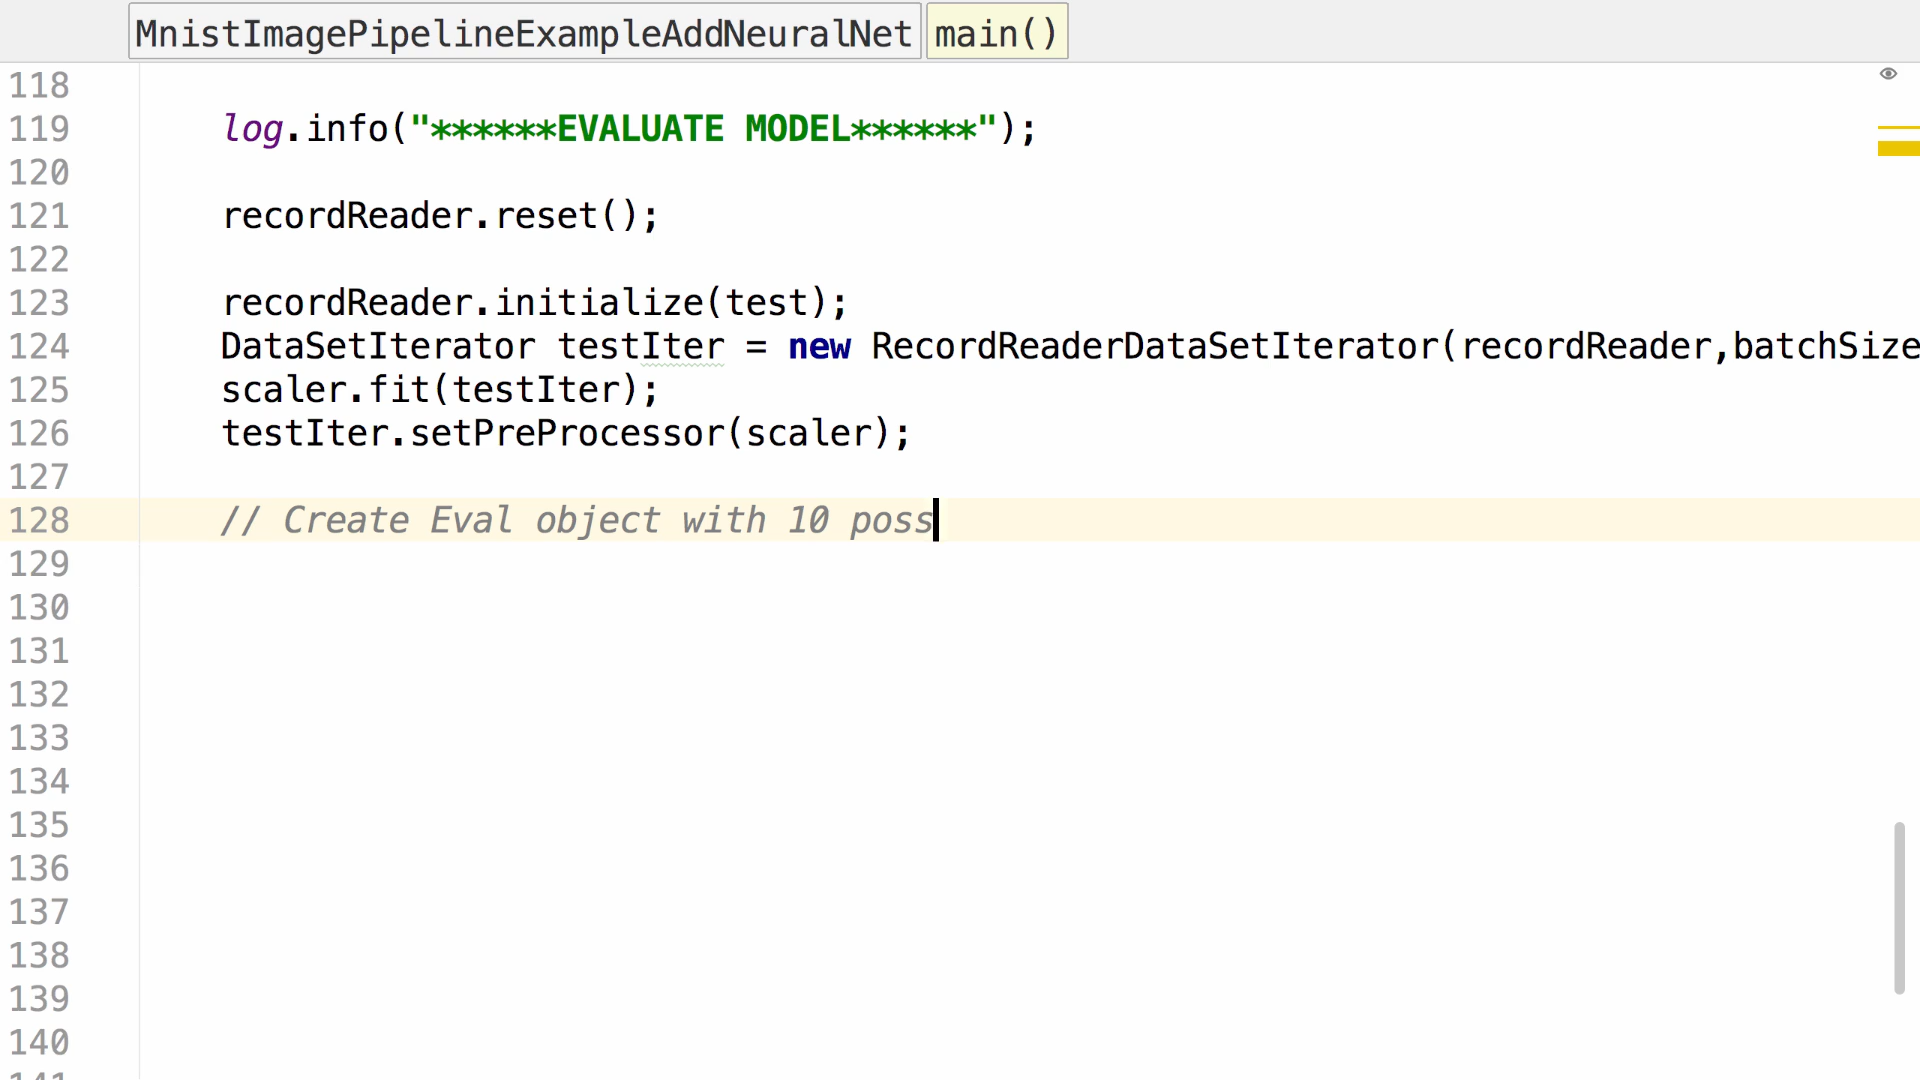 MnistImagePipelineExampleAddNeuralNet main()
118
119 log.info("******EVALUATE MODEL******");
120
121 recordReader.reset();
122
123 recordReader.initialize(test);
124 DataSetIterator testIter = new RecordReaderDataSetIterator(recordReader,batchSize
125 scaler.fit(testIter);
126 testIter.setPreProcessor(scaler);
127
128 // Create Eval object with 10 poss
129
130
131
132
133
134
135
136
137
138
139
140
141